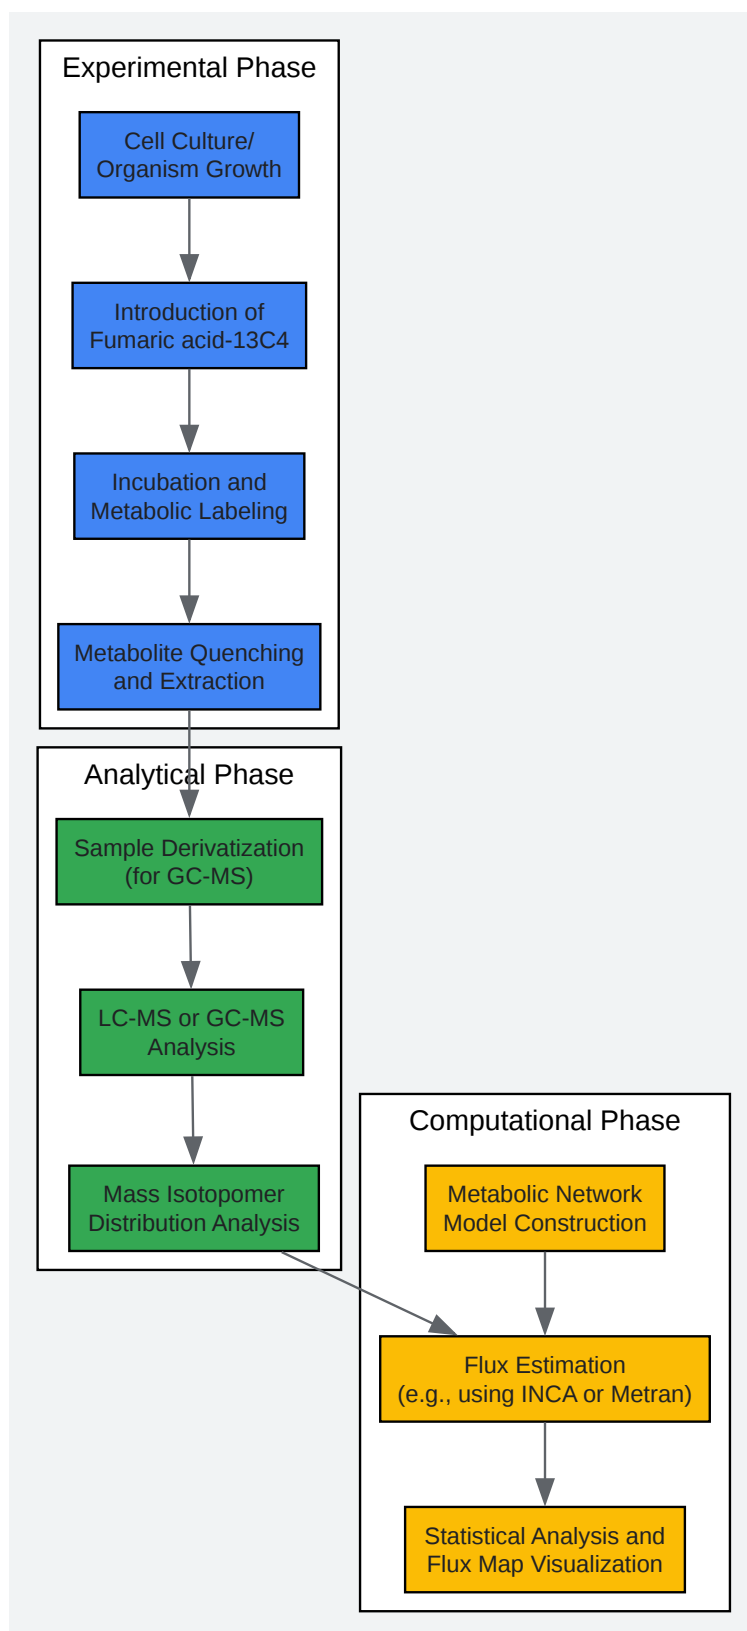 Experimental Phase
Cell Culture/
Organism Growth
Introduction of
Fumaric acid-13C4
Incubation and
Metabolic Labeling
Metabolite Quenching
and Extraction
Analytical Phase
Sample Derivatization
(for GC-MS)
LC-MS or GC-MS
Analysis
Mass Isotopomer
Distribution Analysis
Computational Phase
Metabolic Network
Model Construction
Flux Estimation
(e.g., using INCA or Metran)
Statistical Analysis and
Flux Map Visualization